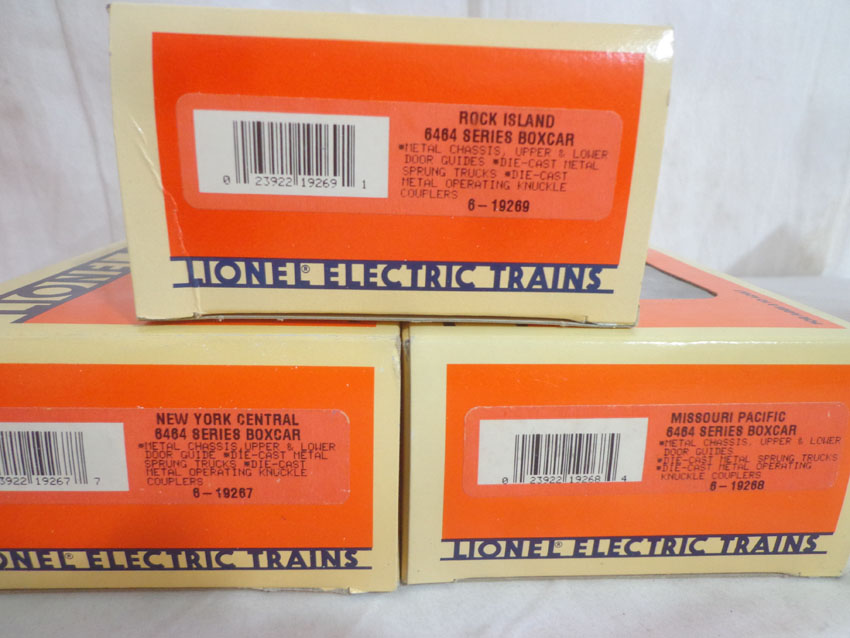 ROCK ISLAND
6464 SERIES BOXCAR
*METAL CHASSIS, UPPER & LOWER
DOOR GUIDES *DIE-CAST METAL
SPRUNG TRUCKS *DIE-CAST
METAL OPERATING KNUCKLE
COUPLERS
6-19269
0 23922 19269 1
LIONEL® ELECTRIC TRAINS
NEW YORK CENTRAL
6464 SERIES BOXCAR
*METAL CHASSIS,UPPER & LOWER
DOOR GUIDE *DIE-CAST METAL
SPRUNG TRUCKS *DIE-CAST
METAL OPERATING KNUCKLE
COUPLERS
6-19267
3922 19267 7
ONEL® ELECTRIC TRAINS
MISSOURI PACIFIC
6464 SERIES BOXCAR
*METAL CHASSIS, UPPER & LOWER
DOOR GUIDES
*DIE-CAST METAL SPRUNG TRUCKS
*DIE-CAST METAL OPERATING
KNUCKLE COUPLERS
6-19268
0 23922 19268 4
LIONEL® ELECTRIC TRAINS